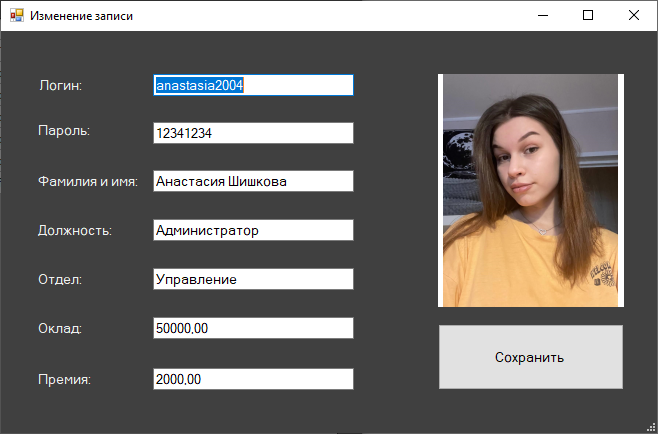 Изменение записи
Логин: anastasia2004
Пароль: 12341234
Фамилия и имя: Анастасия Шишкова
Должность: Администратор
Отдел: Управление
Оклад: 50000,00
Премия: 2000,00
Сохранить